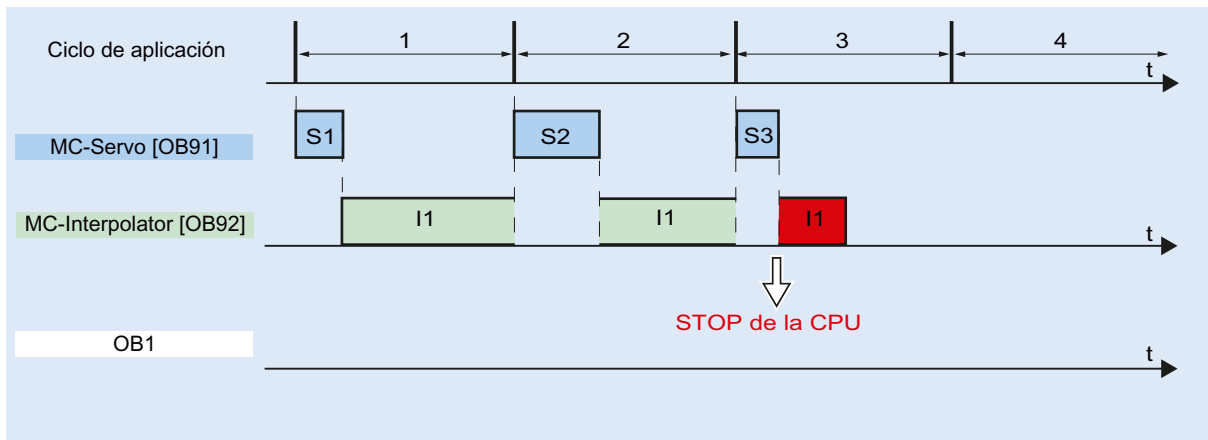 Ciclo de aplicación
1
2
3
4
t
MC-Servo [OB91]
S1
S2
S3
MC-Interpolator [OB92]
I1
I1
I1
t
STOP de la CPU
OB1
t